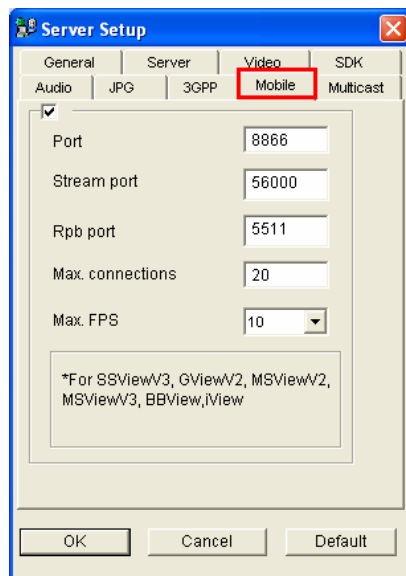 Server Setup
General Server Video SDK
Audio JPG 3GPP Mobile Multicast
Port 8866
Stream port 56000
Rpb port 5511
Max. connections 20
Max. FPS 10
*For SSViewV3, GViewV2, MSViewV2,
MSViewV3, BBView,iView
OK Cancel Default